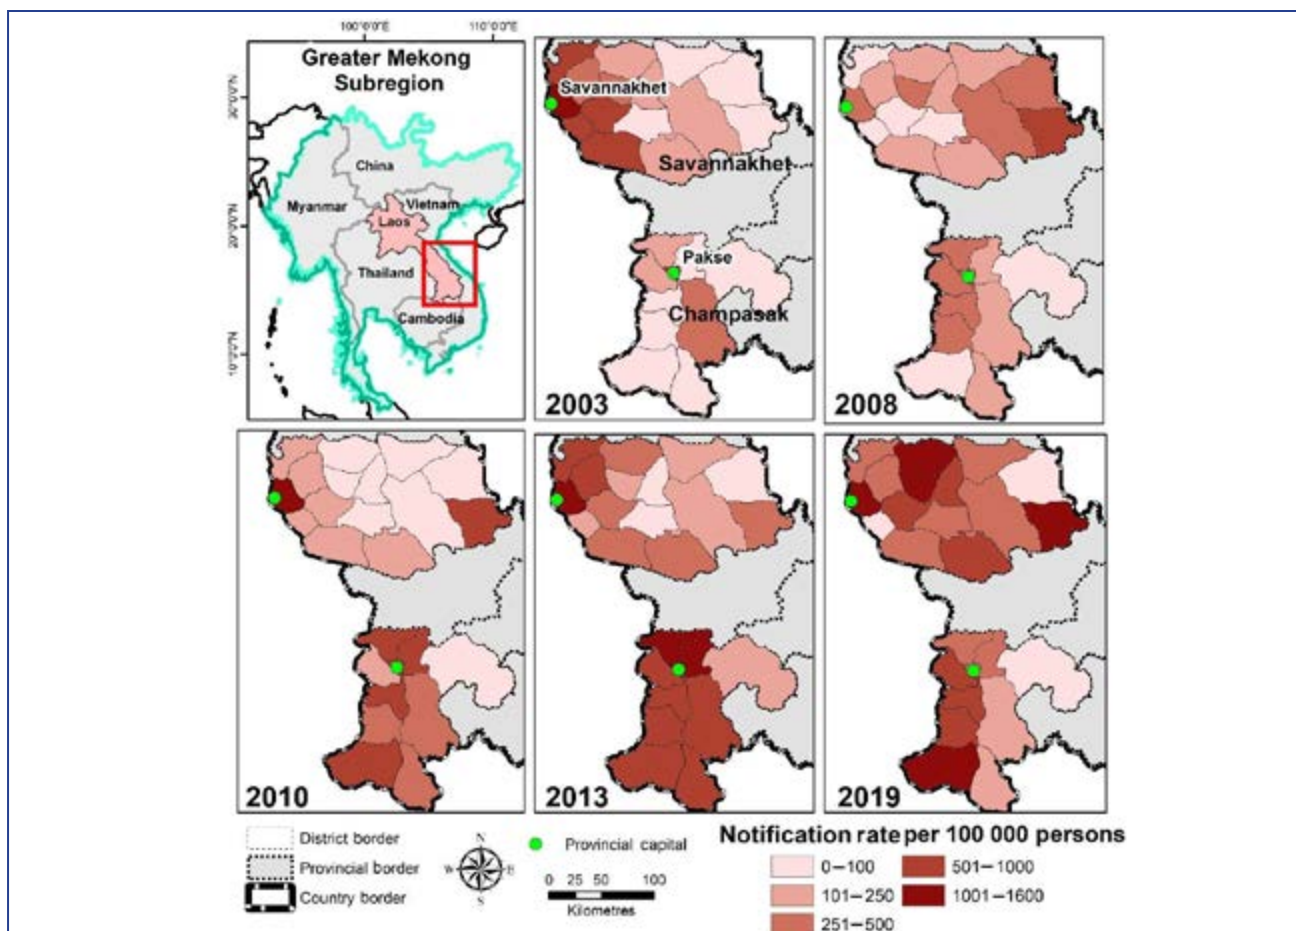 100°0'0"E
110°0'0"E
Greater Mekong
Subregion
30°0'0"N
20°0'0"N
10°0'0"N
China
Myanmar
Vietnam
Laos
Thailand
Cambodia
Savannakhet
Savannakhet
Pakse
Champasak
2003
2008
2010
2013
2019
District border
Provincial border
Country border
N
W
E
S
Provincial capital
0 25 50 100
Kilometres
Notification rate per 100 000 persons
0–100
101–250
251–500
501–1000
1001–1600